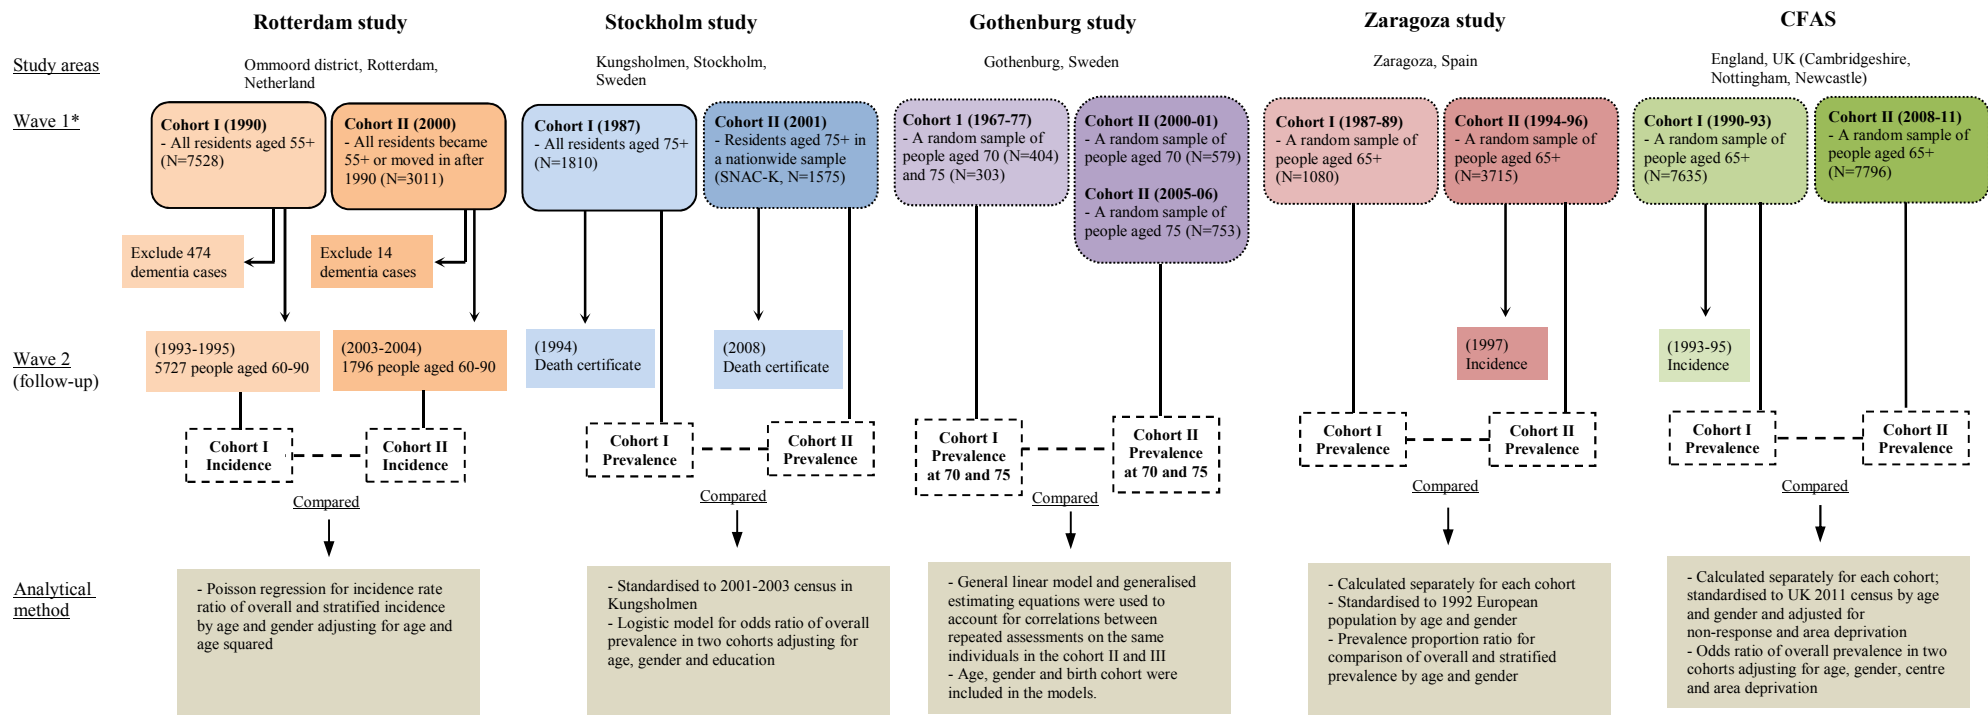 Rotterdam study
Stockholm study
Gothenburg study
Zaragoza study
CFAS
Study areas
Ommoord district, Rotterdam,
Netherland
Kungsholmen, Stockholm,
Sweden
Gothenburg, Sweden
Zaragoza, Spain
England, UK (Cambridgeshire,
Nottingham, Newcastle)
Wave 1*
Cohort I (1990)
- All residents aged 55+
(N=7528)
Cohort II (2000)
- All residents became
55+ or moved in after
1990 (N=3011)
Cohort I (1987)
- All residents aged 75+
(N=1810)
Cohort II (2001)
- Residents aged 75+ in
a nationwide sample
(SNAC-K, N=1575)
Cohort 1 (1967-77)
- A random sample of
people aged 70 (N=404)
and 75 (N=303)
Cohort II (2000-01)
- A random sample of
people aged 70 (N=579)
Cohort II (2005-06)
- A random sample of
people aged 75 (N=753)
Cohort I (1987-89)
- A random sample of
people aged 65+
(N=1080)
Cohort II (1994-96)
- A random sample of
people aged 65+
(N=3715)
Cohort I (1990-93)
- A random sample of
people aged 65+
(N=7635)
Cohort II (2008-11)
- A random sample of
people aged 65+
(N=7796)
Exclude 474
dementia cases
Exclude 14
dementia cases
Wave 2
(follow-up)
(1993-1995)
5727 people aged 60-90
(2003-2004)
1796 people aged 60-90
(1994)
Death certificate
(2008)
Death certificate
(1997)
Incidence
(1993-95)
Incidence
Cohort I
Incidence
Cohort II
Incidence
Cohort I
Prevalence
Cohort II
Prevalence
Cohort I
Prevalence
at 70 and 75
Cohort II
Prevalence
at 70 and 75
Cohort I
Prevalence
Cohort II
Prevalence
Cohort I
Prevalence
Cohort II
Prevalence
Compared
Compared
Compared
Compared
Compared
Analytical
method
- Poisson regression for incidence rate
ratio of overall and stratified incidence
by age and gender adjusting for age and
age squared
- Standardised to 2001-2003 census in
Kungsholmen
- Logistic model for odds ratio of overall
prevalence in two cohorts adjusting for
age, gender and education
- General linear model and generalised
estimating equations were used to
account for correlations between
repeated assessments on the same
individuals in the cohort II and III
- Age, gender and birth cohort were
included in the models.
- Calculated separately for each cohort
- Standardised to 1992 European
population by age and gender
- Prevalence proportion ratio for
comparison of overall and stratified
prevalence by age and gender
- Calculated separately for each cohort;
standardised to UK 2011 census by age
and gender and adjusted for
non-response and area deprivation
- Odds ratio of overall prevalence in two
cohorts adjusting for age, gender, centre
and area deprivation